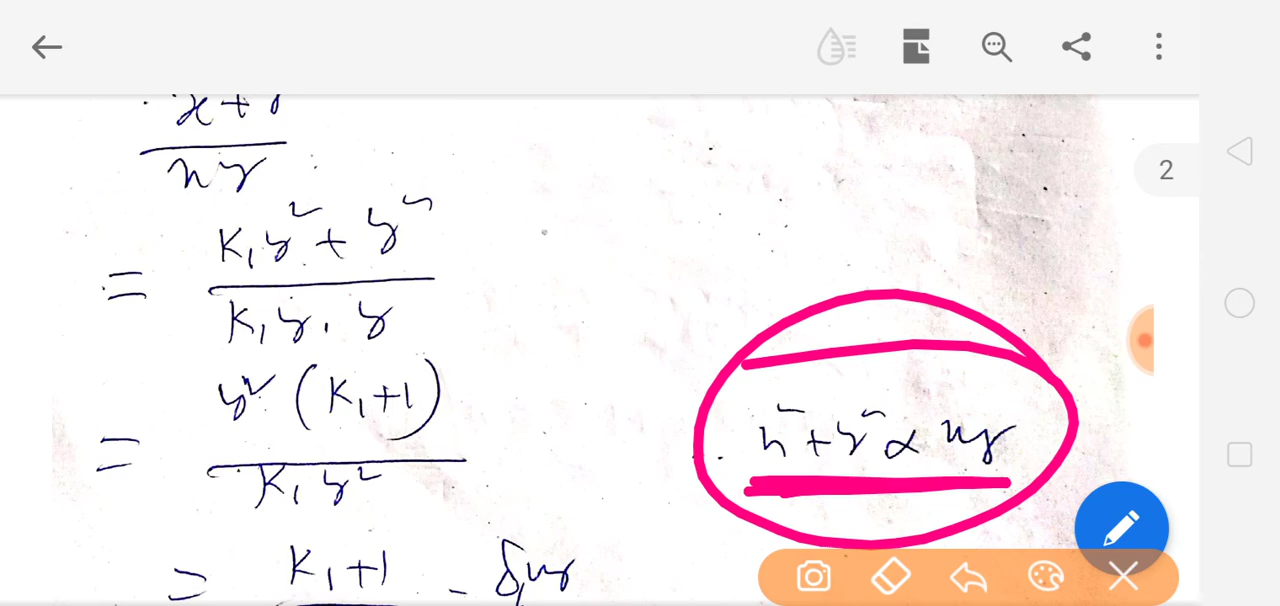 x + y
xy
= K₁y² + y²
K₁y . y
= y² (K₁+1)
K₁y²
= K₁+1
∴ x² + y² ∝ xy
2